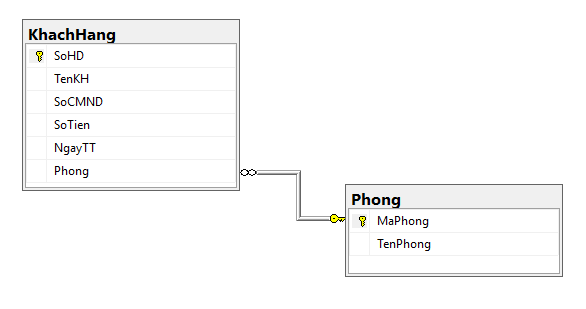 KhachHang
SoHD
TenKH
SoCMND
SoTien
NgayTT
Phong
Phong
MaPhong
TenPhong